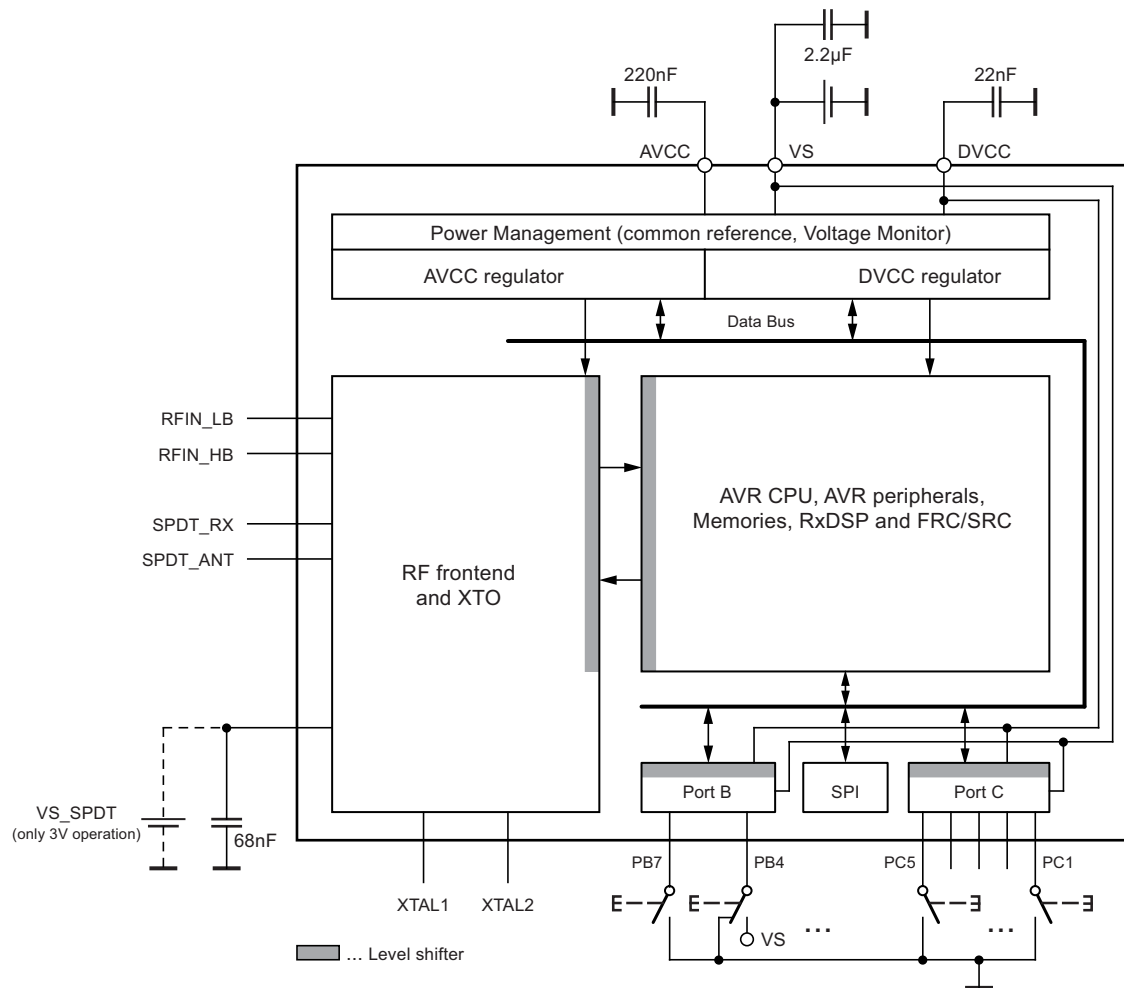 2.2µF
220nF
22nF
AVCC
VS
DVCC
Power Management (common reference, Voltage Monitor)
AVCC regulator
DVCC regulator
Data Bus
RFIN_LB
RFIN_HB
SPDT_RX
SPDT_ANT
RF frontend
and XTO
AVR CPU, AVR peripherals,
Memories, RxDSP and FRC/SRC
VS_SPDT
(only 3V operation)
68nF
Port B
SPI
Port C
PB7
PB4
PC5
PC1
XTAL1
XTAL2
VS
...
...
... Level shifter